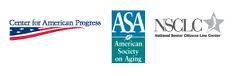 Center for American Progress
ASA
American
Society
on Aging
NSCLC
National Senior Citizens Law Center